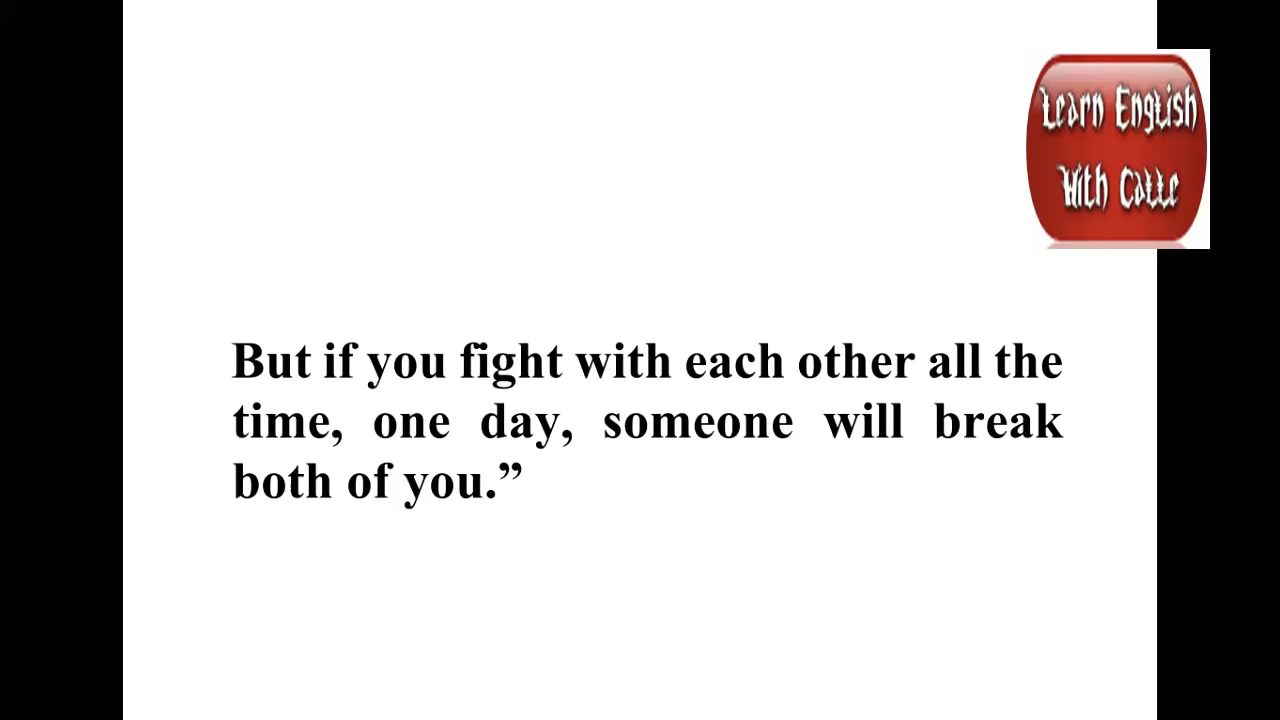 Learn English
With Calle
But if you fight with each other all the
time, one day, someone will break
both of you.”